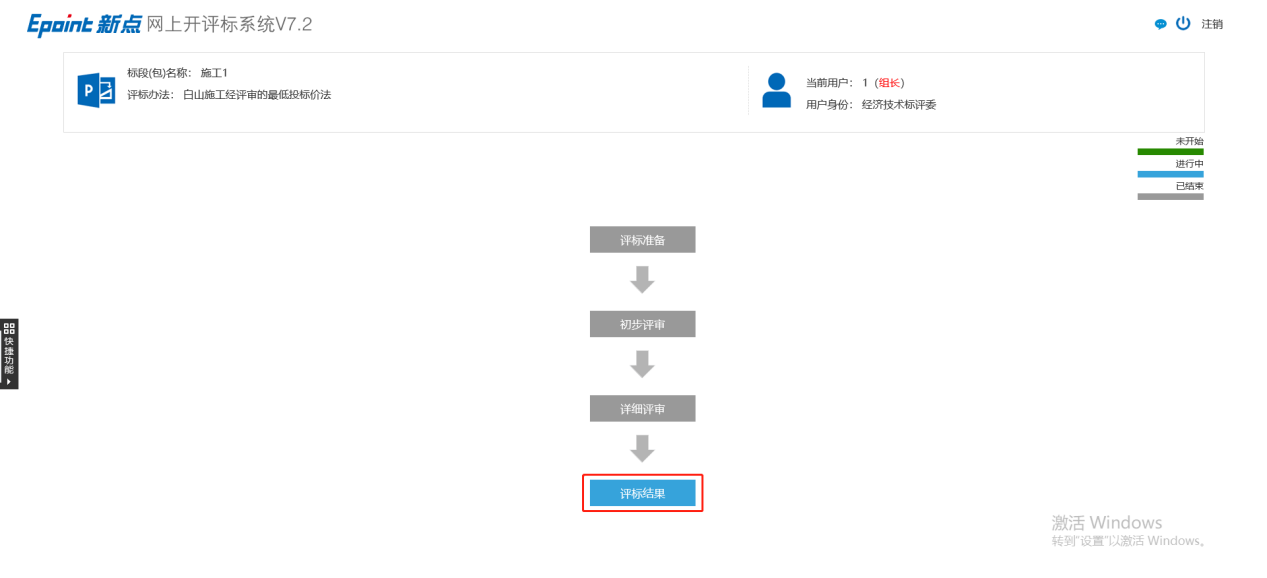 Epoint 新点 网上开评标系统V7.2
注销
标段(包)名称： 施工1
评标办法： 白山施工经评审的最低投标价法
当前用户： 1（组长）
用户身份： 经济技术标评委
未开始
进行中
已结束
评标准备
初步评审
详细评审
评标结果
快捷功能
激活 Windows
转到"设置"以激活 Windows。